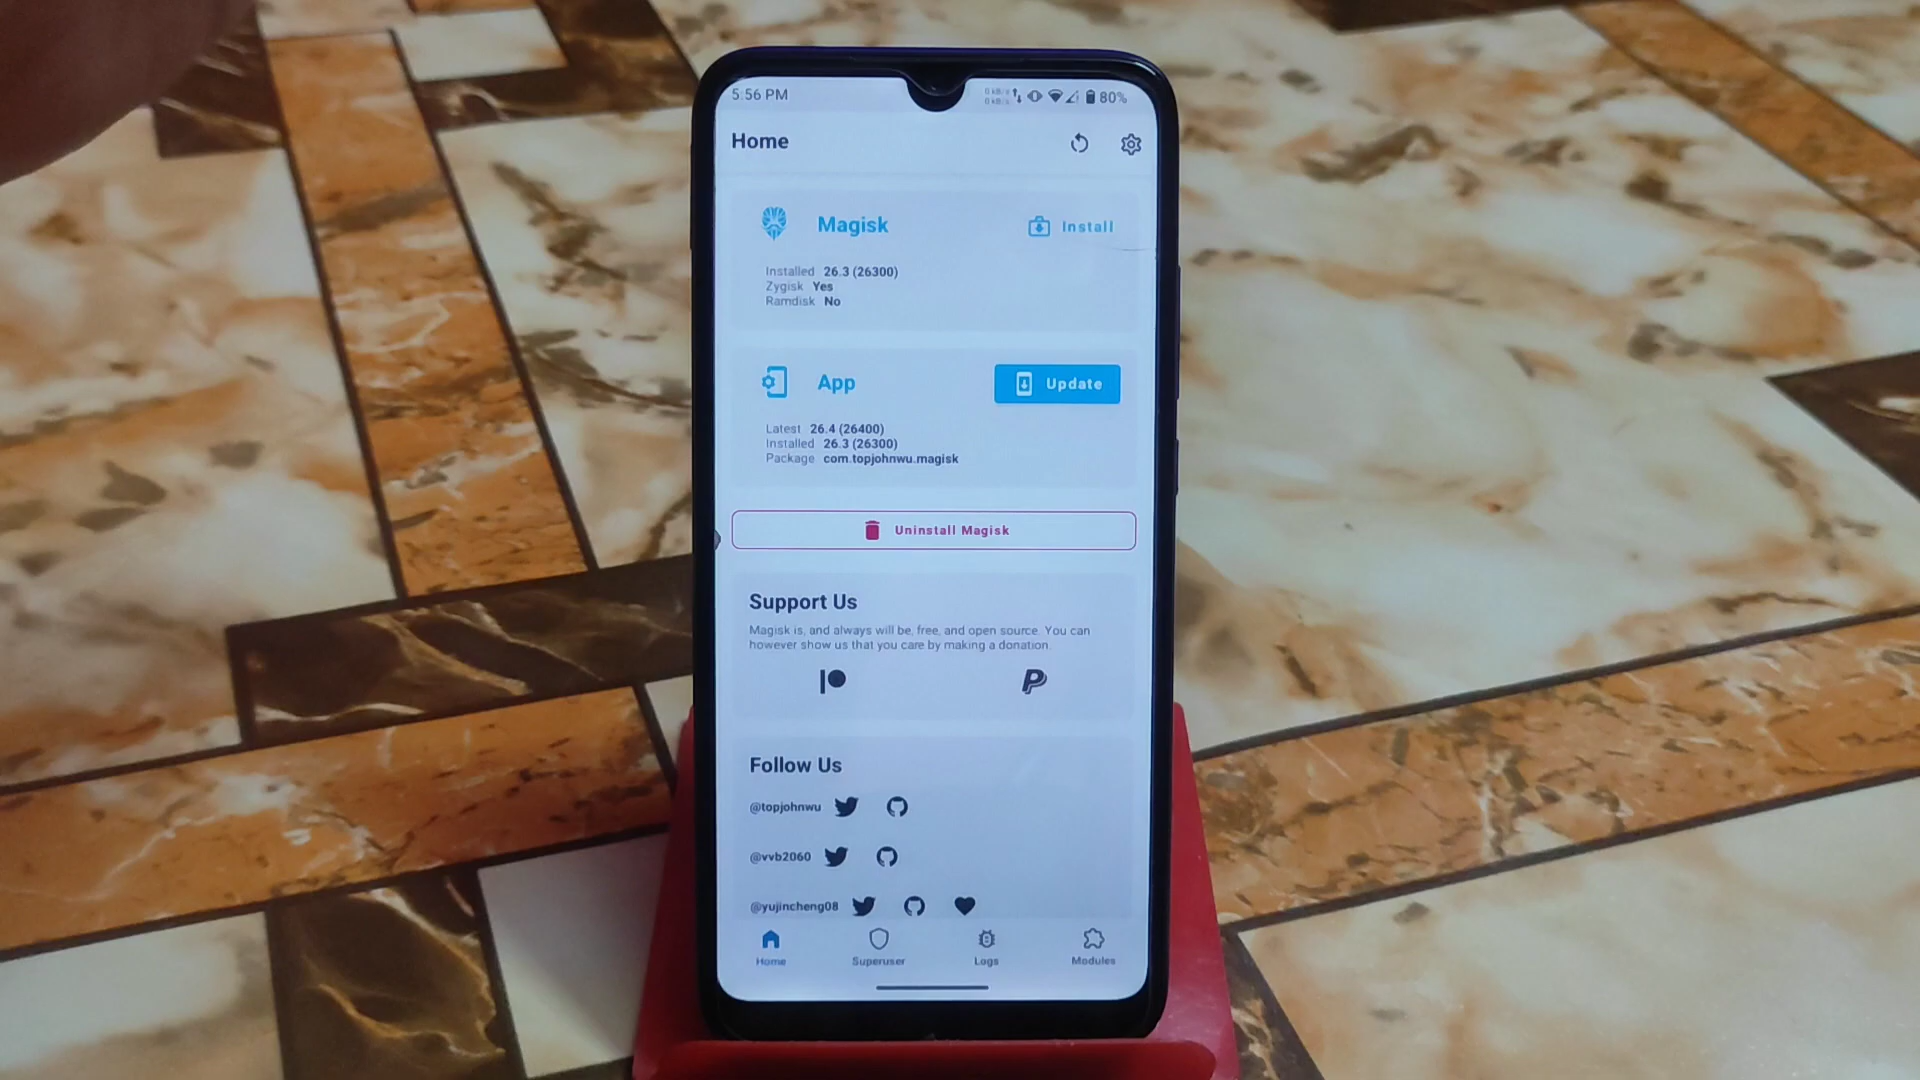 5:56 PM
80%
Home
Magisk
Install
Installed 26.3 (26300)
Zygisk Yes
Ramdisk No
App
Update
Latest 26.4 (26400)
Installed 26.3 (26300)
Package com.topjohnwu.magisk
Uninstall Magisk
Support Us
Magisk is, and always will be, free, and open source. You can
however show us that you care by making a donation.
Follow Us
@topjohnwu
@vvb2060
@yujincheng08
Home
Superuser
Logs
Modules